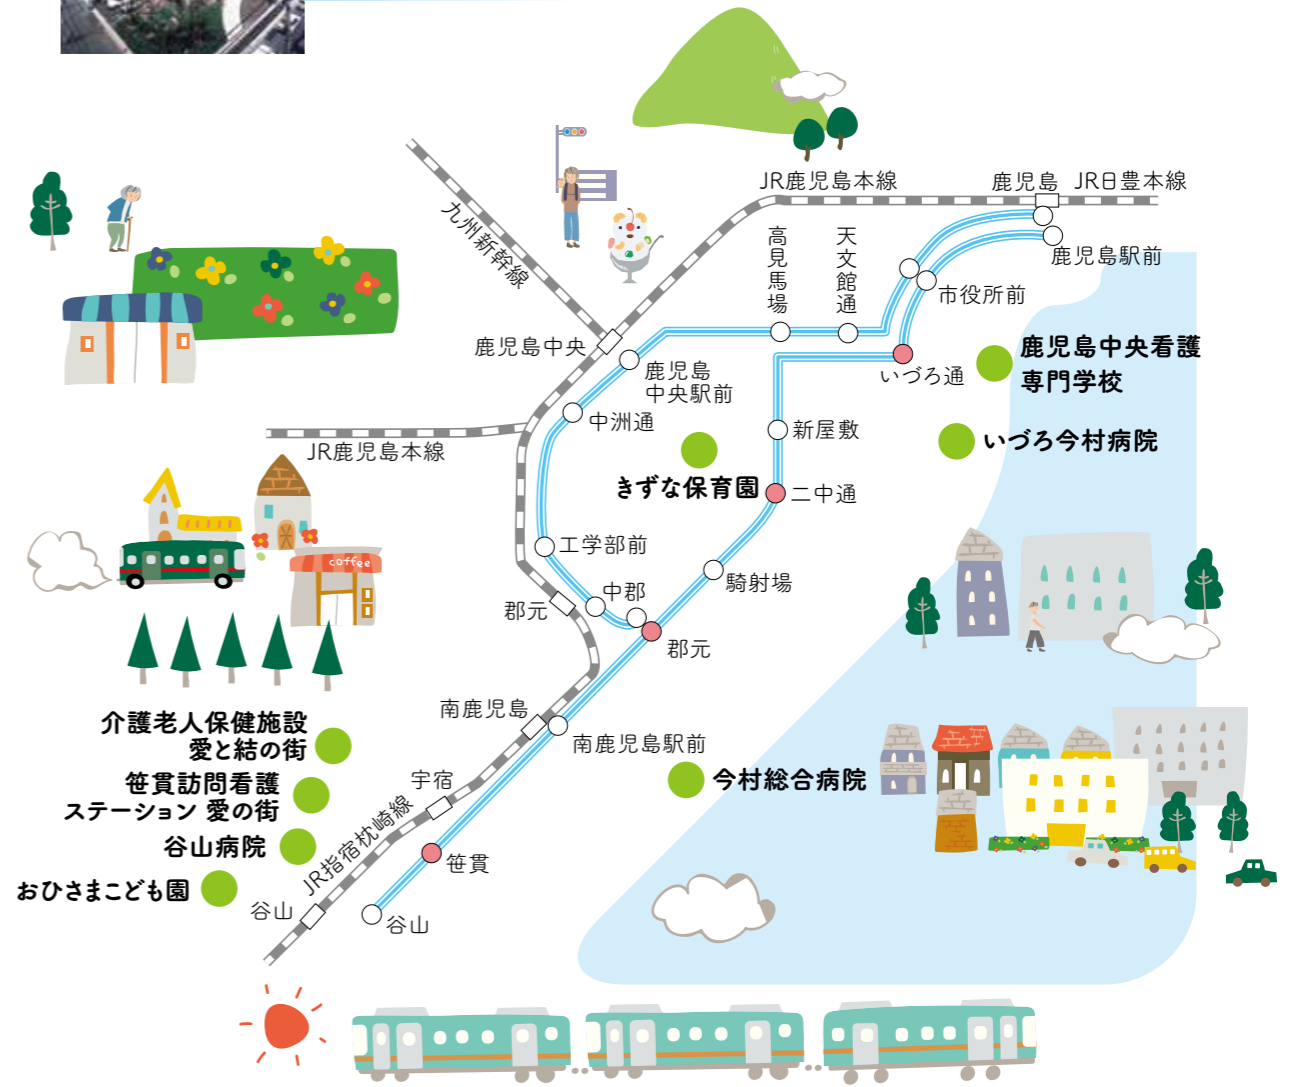 JR鹿児島本線
鹿児島
JR日豊本線
九州新幹線
高見馬場
天文館通
鹿児島駅前
市役所前
鹿児島中央
鹿児島
中央駅前
いづろ通
鹿児島中央看護
専門学校
中洲通
新屋敷
いづろ今村病院
JR鹿児島本線
きずな保育園
二中通
工学部前
騎射場
coffee
中郡
郡元
郡元
南鹿児島
南鹿児島駅前
介護老人保健施設
愛と結の街
笹貫訪問看護
ステーション 愛の街
宇宿
今村総合病院
JR指宿枕崎線
谷山病院
笹貫
おひさまこども園
谷山
谷山